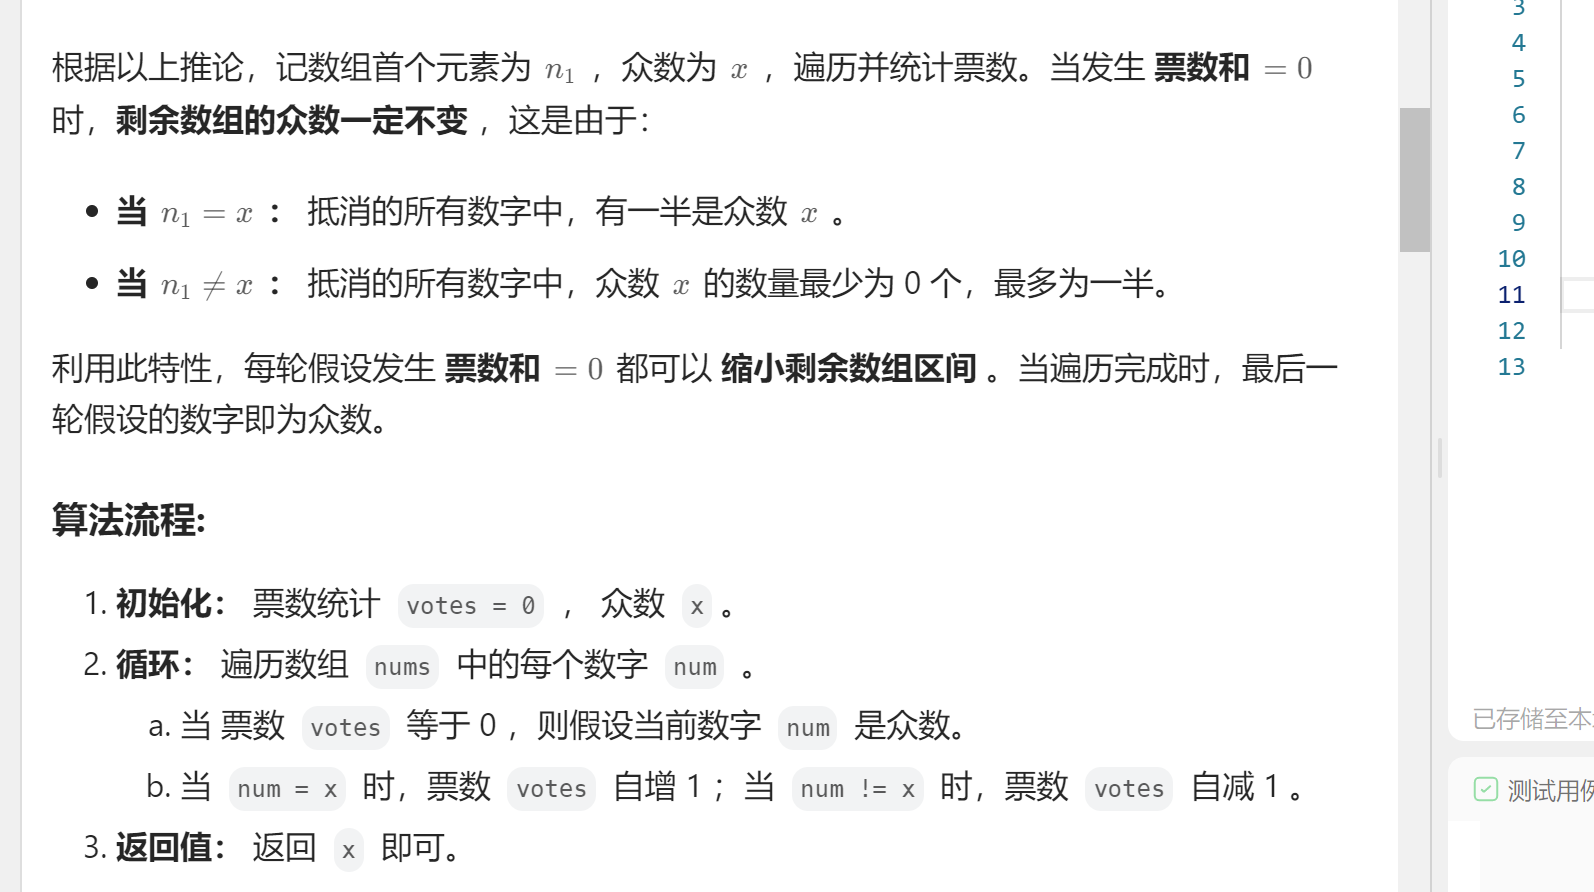 根据以上推论，记数组首个元素为 n₁ ，众数为 x ，遍历并统计票数。当发生 票数和 = 0
时，剩余数组的众数一定不变 ，这是由于：
• 当 n₁ = x ： 抵消的所有数字中，有一半是众数 x 。
• 当 n₁ ≠ x ： 抵消的所有数字中，众数 x 的数量最少为 0 个，最多为一半。
利用此特性，每轮假设发生 票数和 = 0 都可以 缩小剩余数组区间 。当遍历完成时，最后一
轮假设的数字即为众数。
算法流程:
1. 初始化： 票数统计 votes = 0 ， 众数 x 。
2. 循环： 遍历数组 nums 中的每个数字 num 。
a. 当 票数 votes 等于 0 ，则假设当前数字 num 是众数。
b. 当 num = x 时，票数 votes 自增 1 ；当 num != x 时，票数 votes 自减 1 。
3. 返回值： 返回 x 即可。
3
4
5
6
7
8
9
10
11
12
13
已存储至本
测试用例